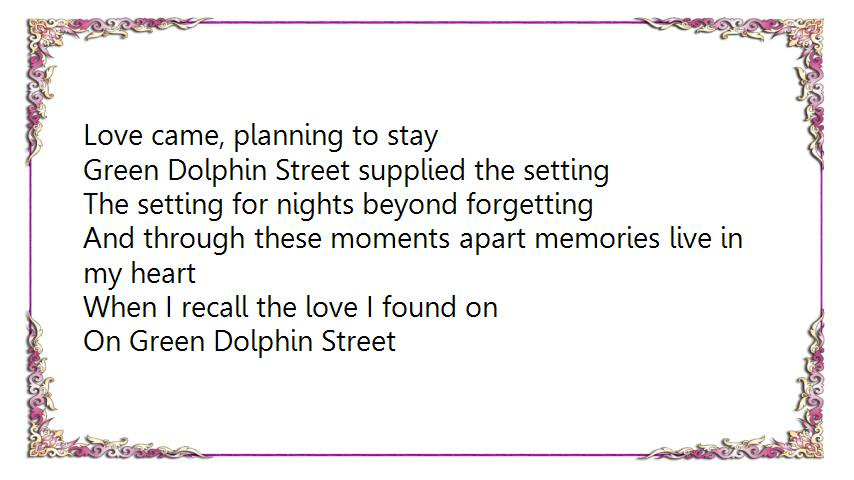 Love came, planning to stay
Green Dolphin Street supplied the setting
The setting for nights beyond forgetting
And through these moments apart memories live in
my heart
When I recall the love I found on
On Green Dolphin Street